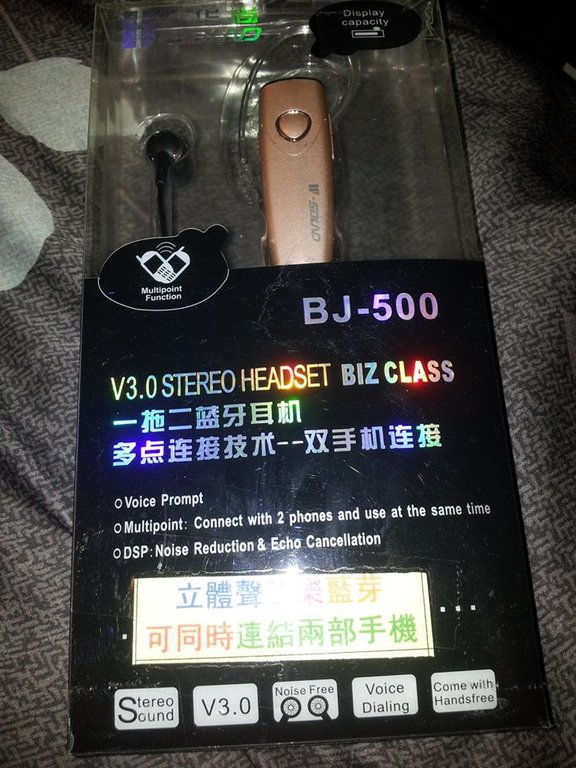 Display
capacity
Multipoint
Function
BJ-500
V3.0 STEREO HEADSET BIZ CLASS
一拖二蓝牙耳机
多点连接技术--双手机连接
Voice Prompt
Multipoint: Connect with 2 phones and use at the same time
DSP: Noise Reduction & Echo Cancellation
立體聲 樂藍芽
可同時連結兩部手機
Stereo
Sound
V3.0
Noise Free
Voice
Dialing
Come with
Handsfree